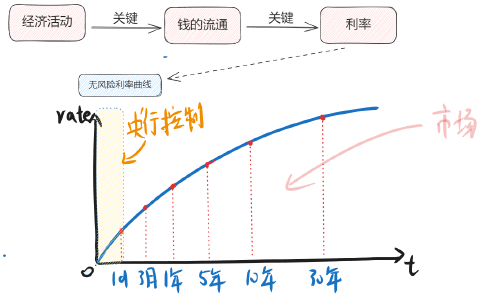 经济活动
关键
钱的流通
关键
利率
无风险利率曲线
rate
央行控制
市场
0
1d
3月
1年
5年
10年
30年
t